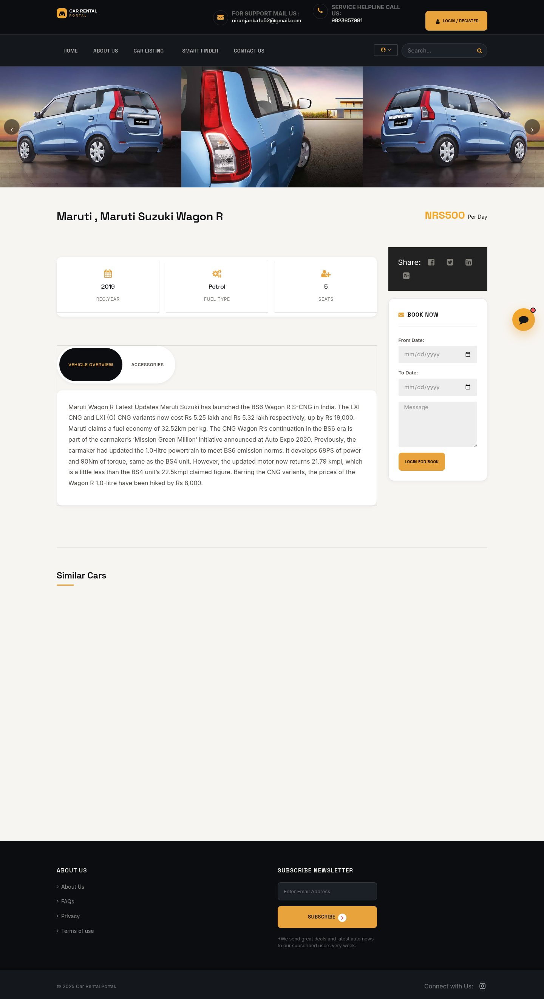 CAR RENTAL
PORTAL
FOR SUPPORT MAIL US :
niranjankafe52@gmail.com
SERVICE HELPLINE CALL
US:
9823657981
LOGIN / REGISTER
HOME
ABOUT US
CAR LISTING
SMART FINDER
CONTACT US
Search...
WAGONR
WAGONR
Maruti , Maruti Suzuki Wagon R
NRS500 Per Day
2019
REG.YEAR
Petrol
FUEL TYPE
5
SEATS
Share:
BOOK NOW
From Date:
mm/dd/yyyy
To Date:
mm/dd/yyyy
Message
LOGIN FOR BOOK
VEHICLE OVERVIEW
ACCESSORIES
Maruti Wagon R Latest Updates Maruti Suzuki has launched the BS6 Wagon R S-CNG in India. The LXI
CNG and LXI (O) CNG variants now cost Rs 5.25 lakh and Rs 5.32 lakh respectively, up by Rs 19,000.
Maruti claims a fuel economy of 32.52km per kg. The CNG Wagon R’s continuation in the BS6 era is
part of the carmaker’s ‘Mission Green Million’ initiative announced at Auto Expo 2020. Previously, the
carmaker had updated the 1.0-litre powertrain to meet BS6 emission norms. It develops 68PS of power
and 90Nm of torque, same as the BS4 unit. However, the updated motor now returns 21.79 kmpl, which
is a little less than the BS4 unit’s 22.5kmpl claimed figure. Barring the CNG variants, the prices of the
Wagon R 1.0-litre have been hiked by Rs 8,000.
Similar Cars
ABOUT US
About Us
FAQs
Privacy
Terms of use
SUBSCRIBE NEWSLETTER
Enter Email Address
SUBSCRIBE
*We send great deals and latest auto news
to our subscribed users very week.
© 2025 Car Rental Portal.
Connect with Us: